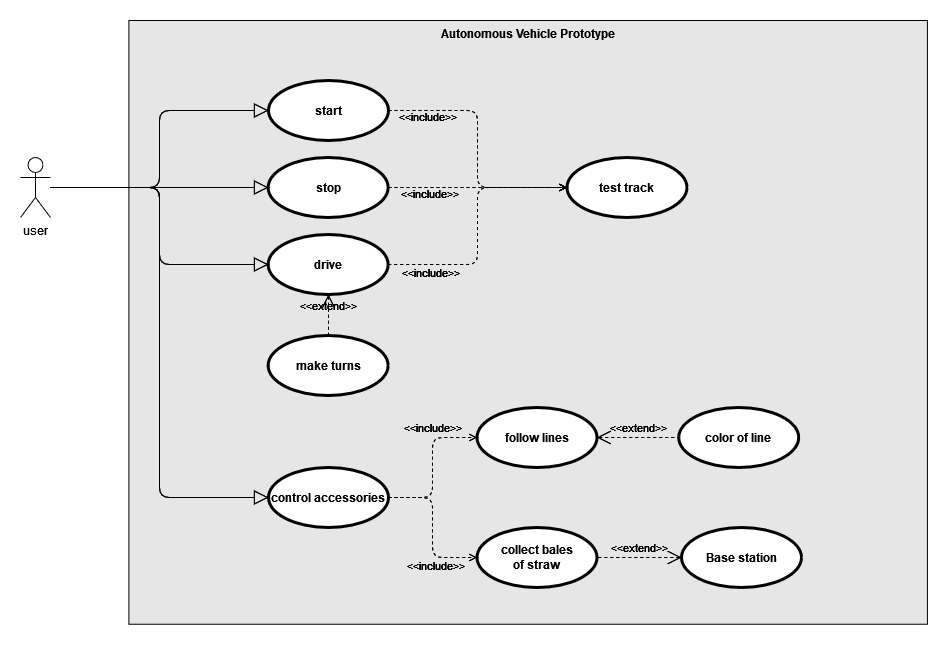 Autonomous Vehicle Prototype
start
<<include>>
stop
<<include>>
test track
user
drive
<<include>>
<<extend>>
make turns
<<include>>
follow lines
<<extend>>
color of line
control accessories
collect bales
of straw
<<extend>>
Base station
<<include>>